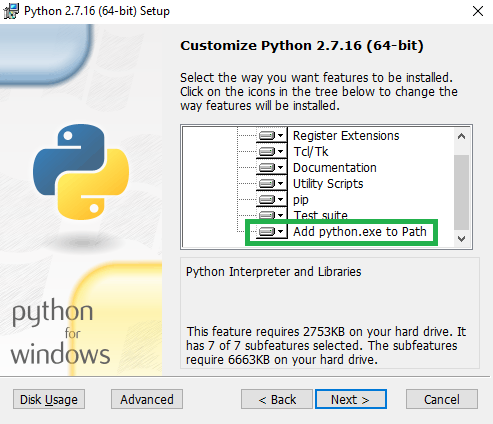 Python 2.7.16 (64-bit) Setup
Customize Python 2.7.16 (64-bit)
Select the way you want features to be installed.
Click on the icons in the tree below to change the
way features will be installed.
Register Extensions
Tcl/Tk
Documentation
Utility Scripts
pip
Test suite
Add python.exe to Path
Python Interpreter and Libraries
This feature requires 2753KB on your hard drive. It
has 7 of 7 subfeatures selected. The subfeatures
require 6663KB on your hard drive.
python
for
windows
Disk Usage
Advanced
< Back
Next >
Cancel